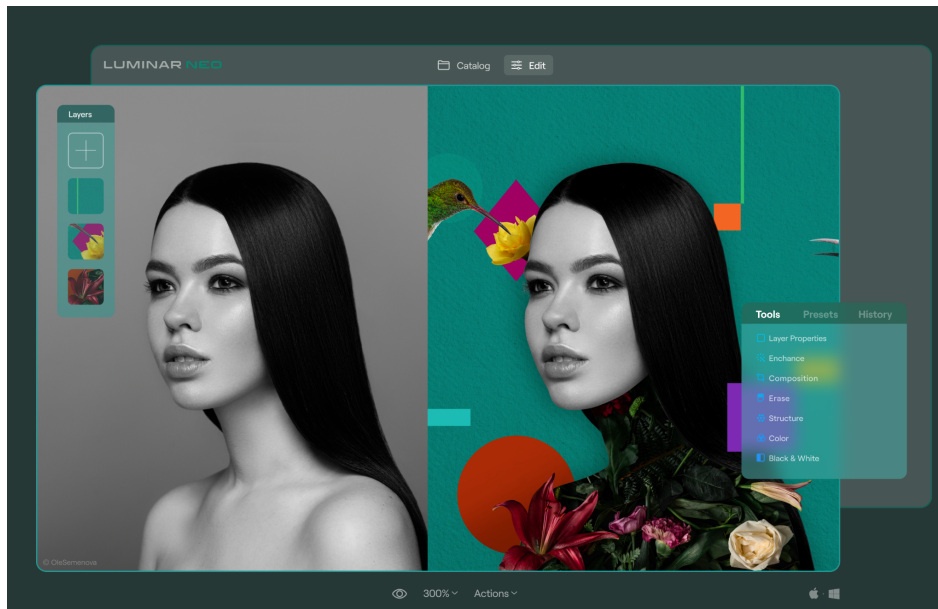 LUMINAR NEO
Catalog
Edit
Layers
Tools
Presets
History
Layer Properties
Enchance
Composition
Erase
Structure
Color
Black & White
© OlaSemenova
300%
Actions